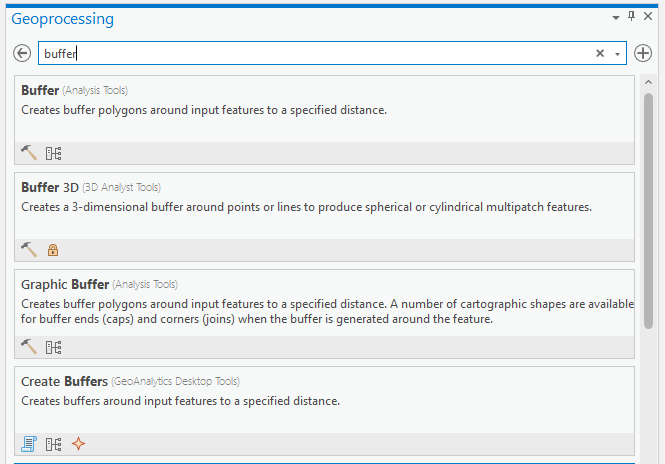 Geoprocessing
buffer
Buffer (Analysis Tools)
Creates buffer polygons around input features to a specified distance.
Buffer 3D (3D Analyst Tools)
Creates a 3-dimensional buffer around points or lines to produce spherical or cylindrical multipatch features.
Graphic Buffer (Analysis Tools)
Creates buffer polygons around input features to a specified distance. A number of cartographic shapes are available
for buffer ends (caps) and corners (joins) when the buffer is generated around the feature.
Create Buffers (GeoAnalytics Desktop Tools)
Creates buffers around input features to a specified distance.